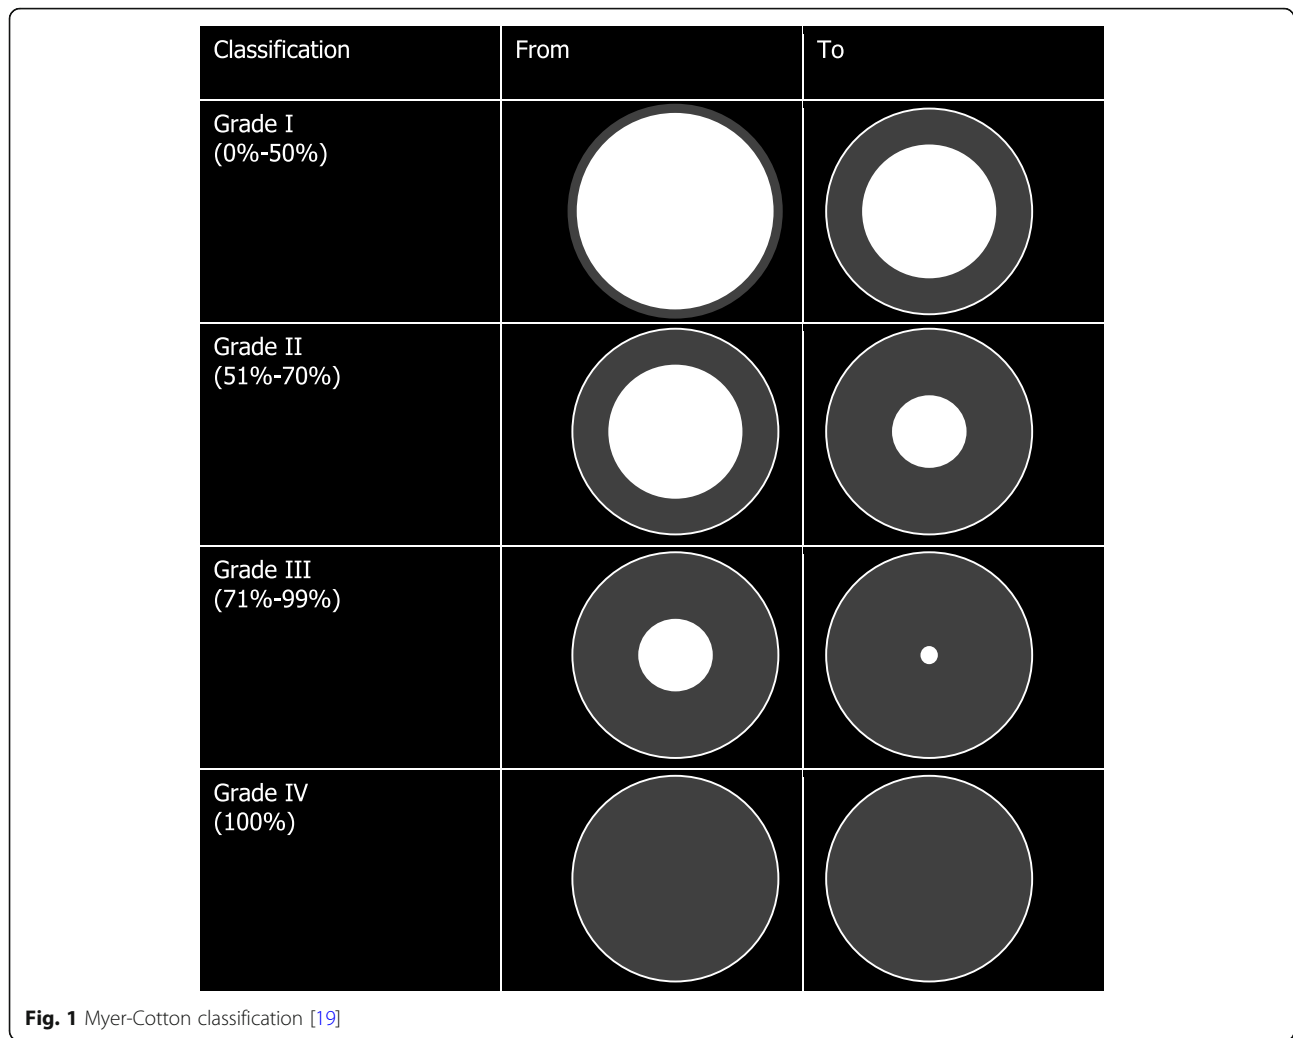 Classification From To
Grade I
(0%-50%)
Grade II
(51%-70%)
Grade III
(71%-99%)
Grade IV
(100%)
Fig. 1 Myer-Cotton classification [19]